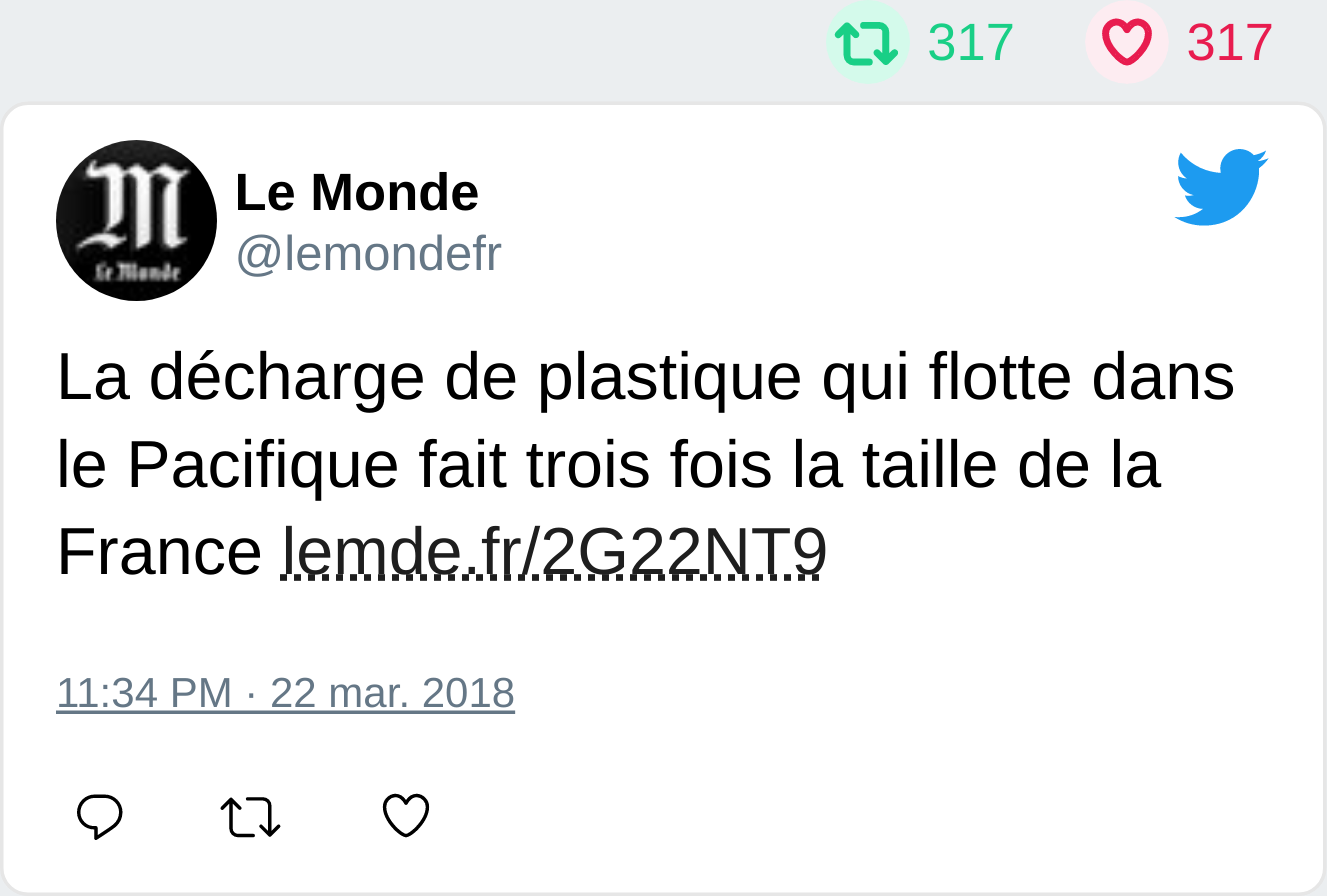 317 317
Le Monde
Le Monde
@lemondefr
La décharge de plastique qui flotte dans
le Pacifique fait trois fois la taille de la
France lemde.fr/2G22NT9
11:34 PM · 22 mar. 2018